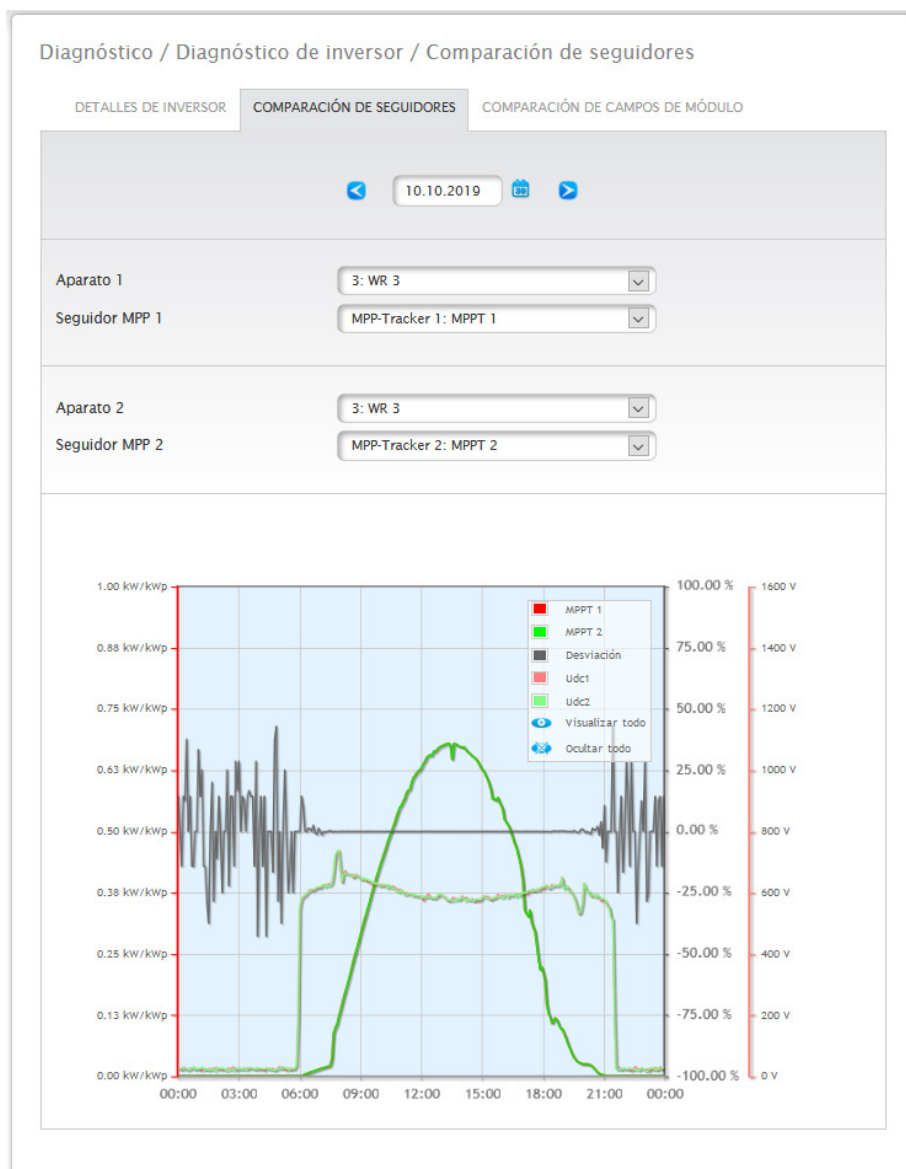 Diagnóstico / Diagnóstico de inversor / Comparación de seguidores
DETALLES DE INVERSOR COMPARACIÓN DE SEGUIDORES COMPARACIÓN DE CAMPOS DE MÓDULO
10.10.2019
30
Aparato 1 3: WR 3
Seguidor MPP 1 MPP-Tracker 1: MPPT 1
Aparato 2 3: WR 3
Seguidor MPP 2 MPP-Tracker 2: MPPT 2
1.00 kW/kWp 100.00 % 1600 V
MPPT 1
MPPT 2
0.88 kW/kWp Desviación 75.00 % 1400 V
Udc1
Udc2
0.75 kW/kWp 50.00 % 1200 V
Visualizar todo
Ocultar todo
0.63 kW/kWp 25.00 % 1000 V
0.50 kW/kWp 0.00 % 800 V
0.38 kW/kWp -25.00 % 600 V
0.25 kW/kWp -50.00 % 400 V
0.13 kW/kWp -75.00 % 200 V
0.00 kW/kWp -100.00 % 0 V
00:00 03:00 06:00 09:00 12:00 15:00 18:00 21:00 00:00